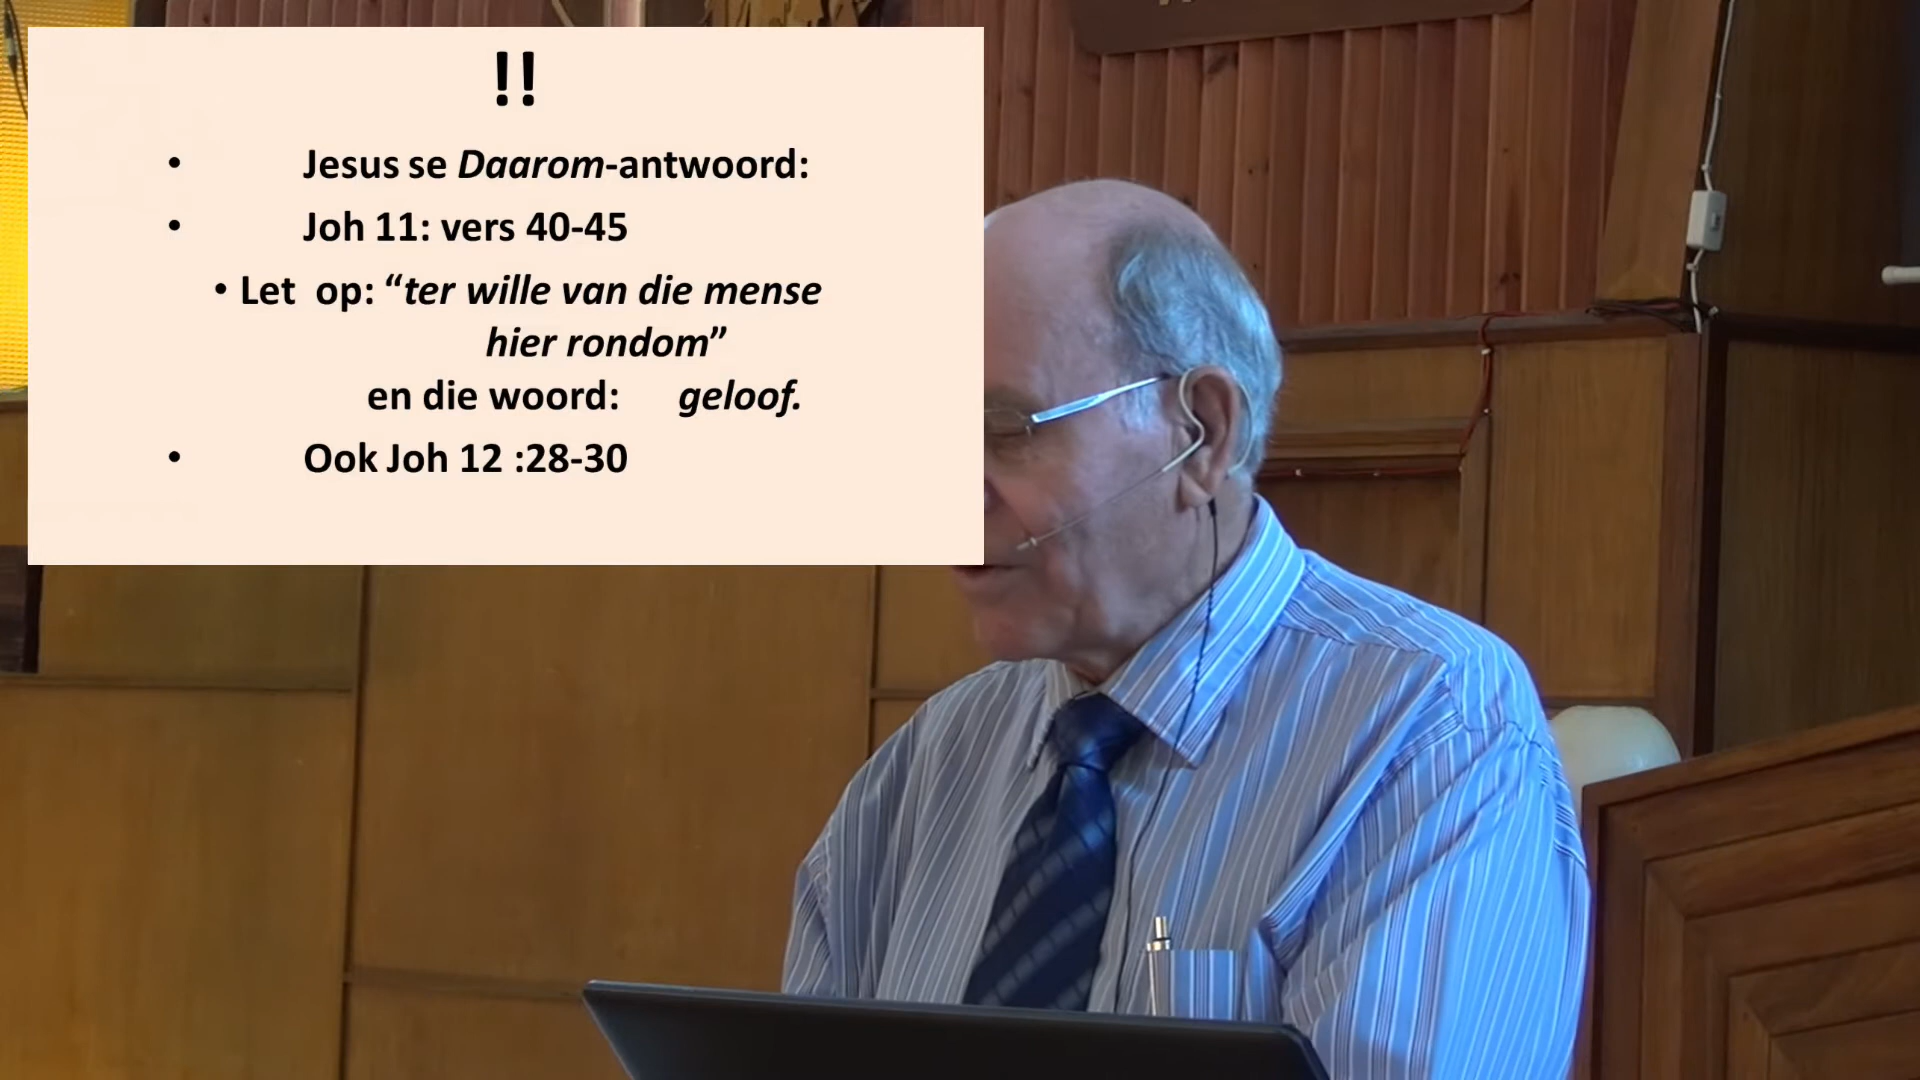 !!
• Jesus se Daarom-antwoord:
• Joh 11: vers 40-45
• Let op: “ter wille van die mense
hier rondom”
en die woord: geloof.
• Ook Joh 12 :28-30